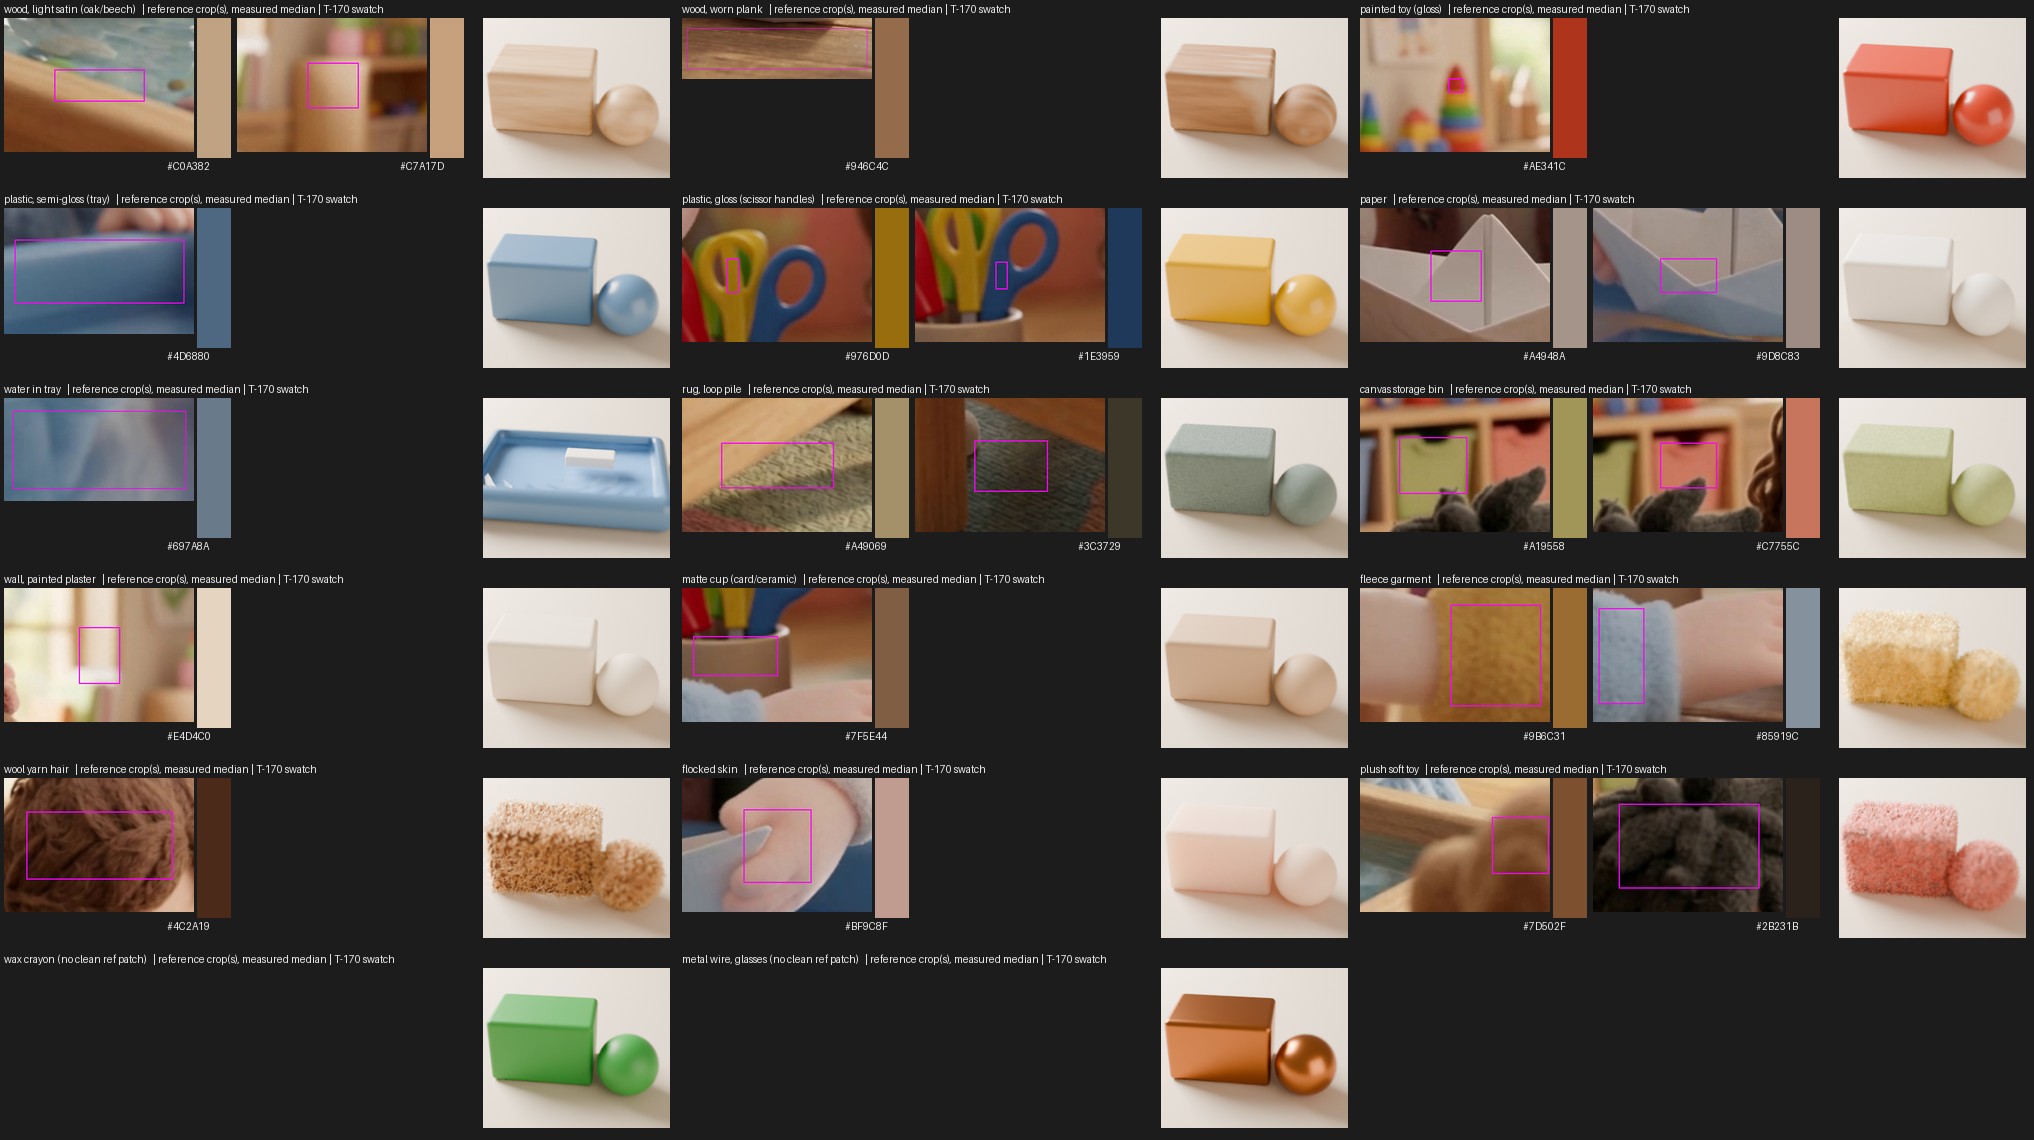 wood, light satin (oak/beech) | reference crop(s), measured median | T-170 swatch
wood, worn plank | reference crop(s), measured median | T-170 swatch
painted toy (gloss) | reference crop(s), measured median | T-170 swatch
#C0A382
#C7A17D
#946C4C
#AE341C
plastic, semi-gloss (tray) | reference crop(s), measured median | T-170 swatch
plastic, gloss (scissor handles) | reference crop(s), measured median | T-170 swatch
paper | reference crop(s), measured median | T-170 swatch
#4D6880
#976D0D
#1E3959
#A4948A
#9D8C83
water in tray | reference crop(s), measured median | T-170 swatch
rug, loop pile | reference crop(s), measured median | T-170 swatch
canvas storage bin | reference crop(s), measured median | T-170 swatch
#697A8A
#A49069
#3C3729
#A19558
#C7755C
wall, painted plaster | reference crop(s), measured median | T-170 swatch
matte cup (card/ceramic) | reference crop(s), measured median | T-170 swatch
fleece garment | reference crop(s), measured median | T-170 swatch
#E4D4C0
#7F5E44
#9B6C31
#85919C
wool yarn hair | reference crop(s), measured median | T-170 swatch
flocked skin | reference crop(s), measured median | T-170 swatch
plush soft toy | reference crop(s), measured median | T-170 swatch
#4C2A19
#BF9C8F
#7D502F
#2B231B
wax crayon (no clean ref patch) | reference crop(s), measured median | T-170 swatch
metal wire, glasses (no clean ref patch) | reference crop(s), measured median | T-170 swatch